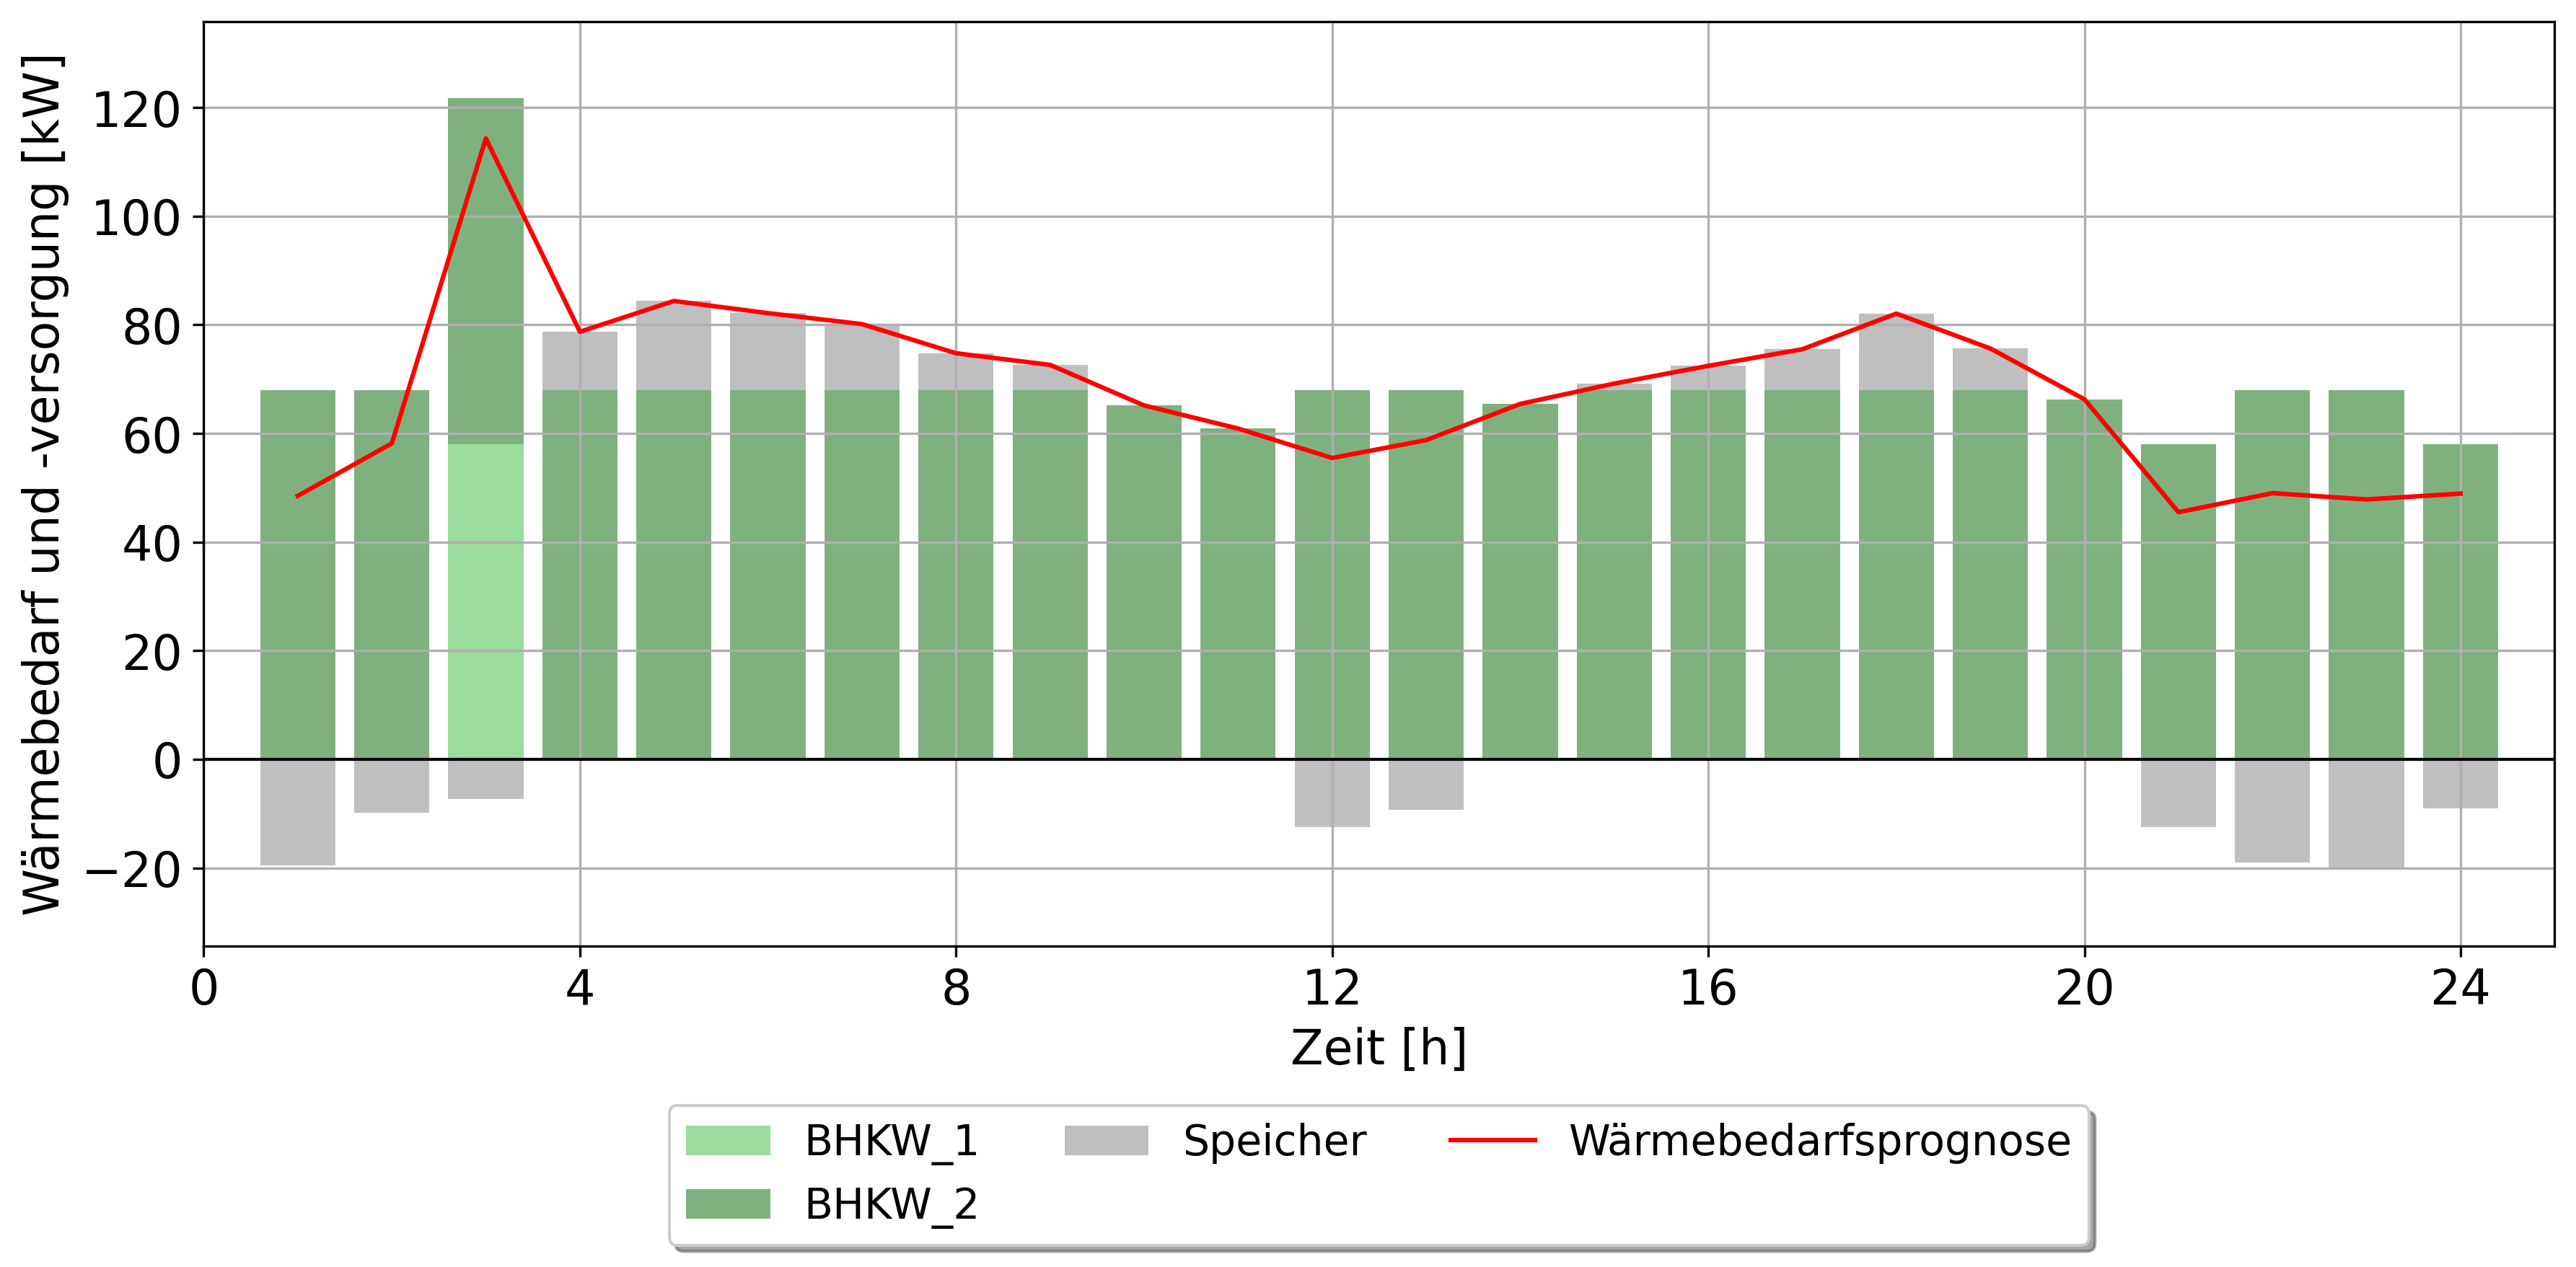 Wärmebedarf und -versorgung [kW]
120
100
80
60
40
20
0
−20
0 4 8 12 16 20 24
Zeit [h]
BHKW_1 Speicher Wärmebedarfsprognose
BHKW_2